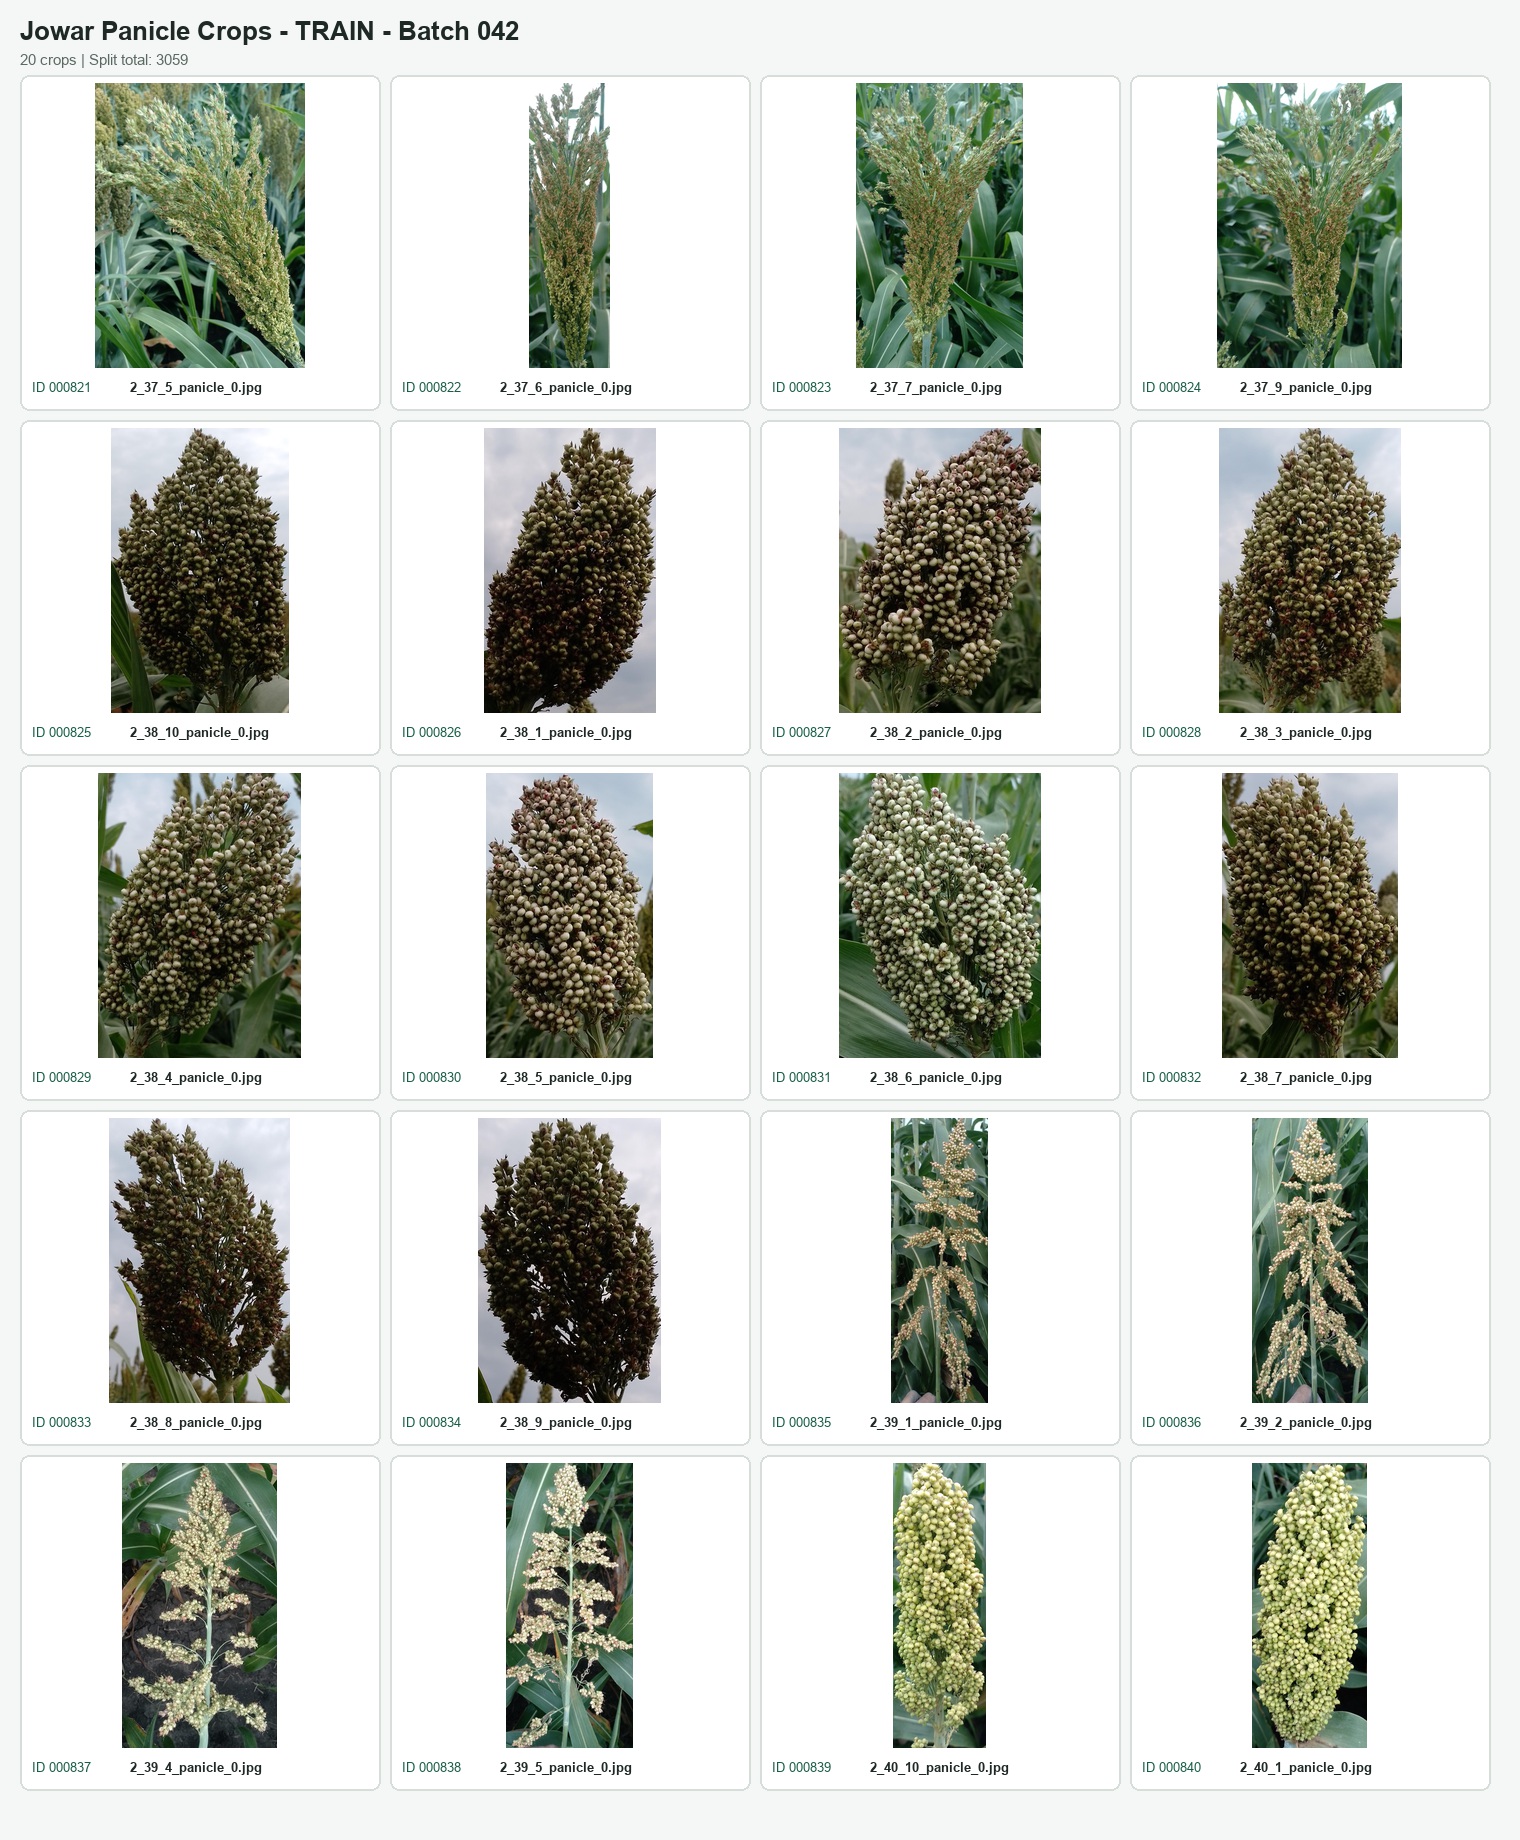 Jowar Panicle Crops - TRAIN - Batch 042
20 crops | Split total: 3059
ID 000821 2_37_5_panicle_0.jpg
ID 000822 2_37_6_panicle_0.jpg
ID 000823 2_37_7_panicle_0.jpg
ID 000824 2_37_9_panicle_0.jpg
ID 000825 2_38_10_panicle_0.jpg
ID 000826 2_38_1_panicle_0.jpg
ID 000827 2_38_2_panicle_0.jpg
ID 000828 2_38_3_panicle_0.jpg
ID 000829 2_38_4_panicle_0.jpg
ID 000830 2_38_5_panicle_0.jpg
ID 000831 2_38_6_panicle_0.jpg
ID 000832 2_38_7_panicle_0.jpg
ID 000833 2_38_8_panicle_0.jpg
ID 000834 2_38_9_panicle_0.jpg
ID 000835 2_39_1_panicle_0.jpg
ID 000836 2_39_2_panicle_0.jpg
ID 000837 2_39_4_panicle_0.jpg
ID 000838 2_39_5_panicle_0.jpg
ID 000839 2_40_10_panicle_0.jpg
ID 000840 2_40_1_panicle_0.jpg